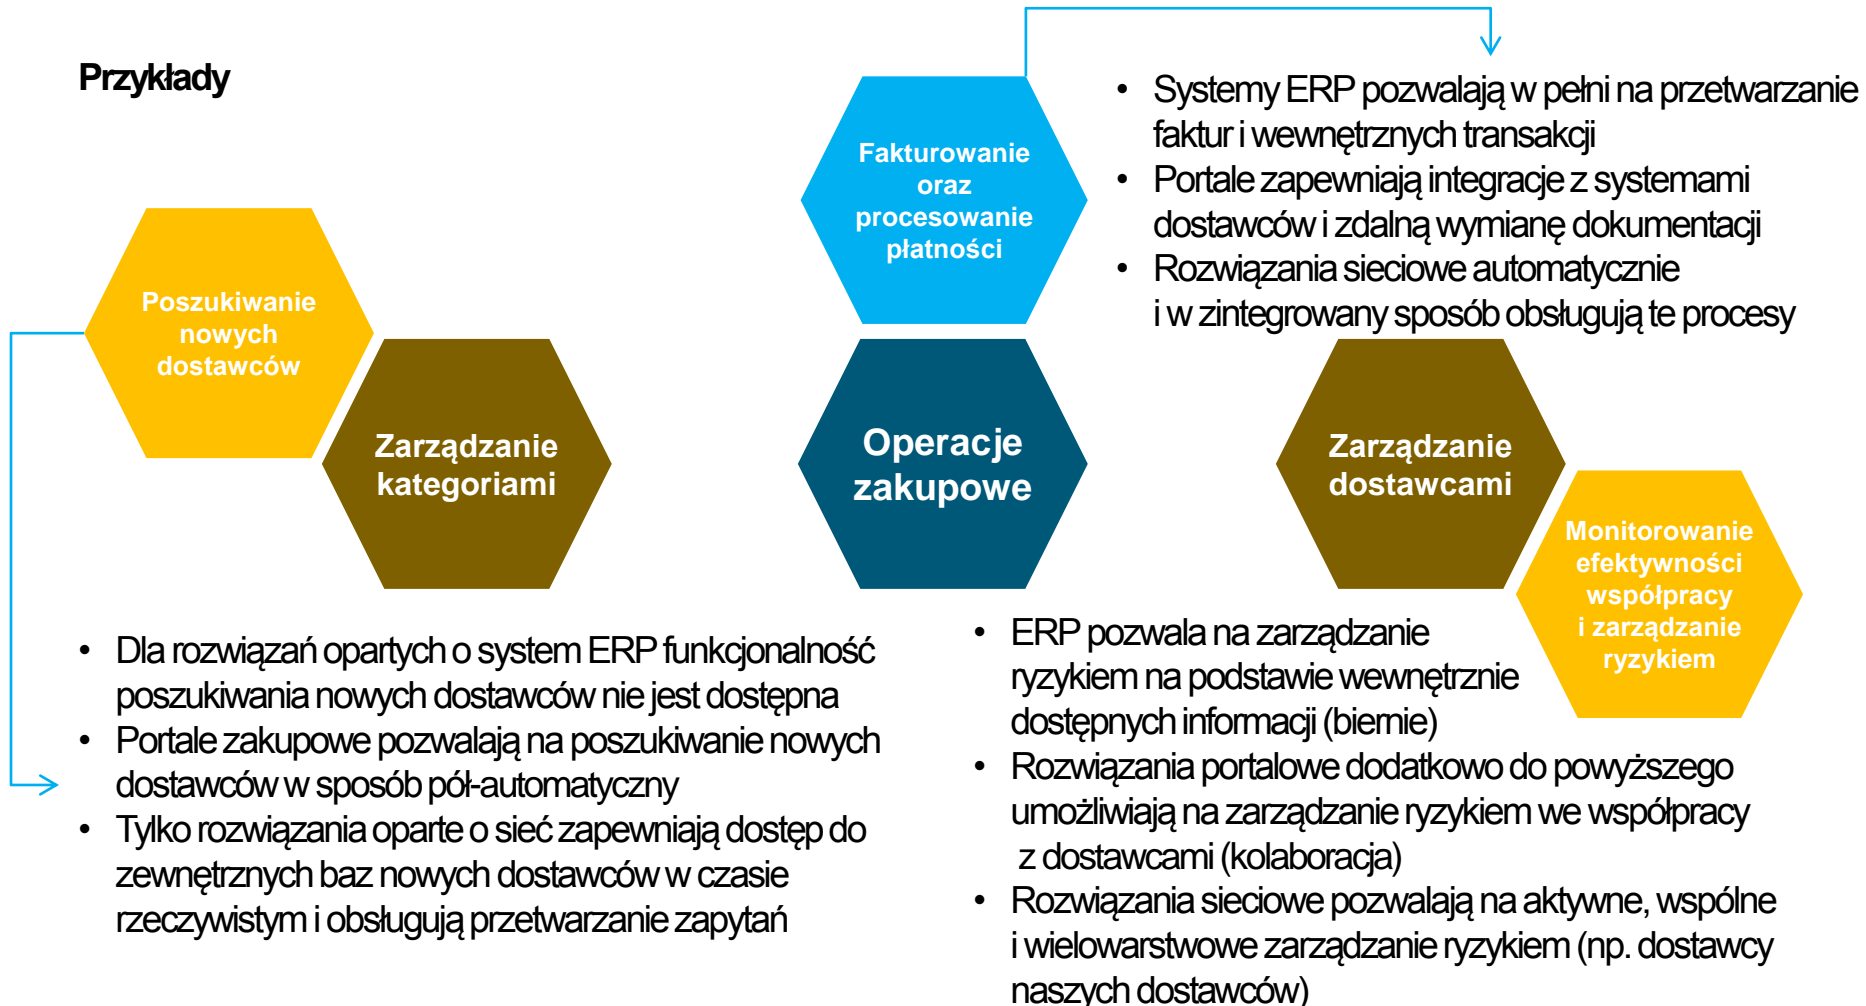 Przykłady
Fakturowanie
oraz
procesowanie
płatności
• Systemy ERP pozwalają w pełni na przetwarzanie
faktur i wewnętrznych transakcji
• Portale zapewniają integracje z systemami
dostawców i zdalną wymianę dokumentacji
• Rozwiązania sieciowe automatycznie
i w zintegrowany sposób obsługują te procesy
Poszukiwanie
nowych
dostawców
Zarządzanie
kategoriami
Operacje
zakupowe
Zarządzanie
dostawcami
Monitorowanie
efektywności
współpracy
i zarządzanie
ryzykiem
• Dla rozwiązań opartych o system ERP funkcjonalność
poszukiwania nowych dostawców nie jest dostępna
• Portale zakupowe pozwalają na poszukiwanie nowych
dostawców w sposób pół-automatyczny
• Tylko rozwiązania oparte o sieć zapewniają dostęp do
zewnętrznych baz nowych dostawców w czasie
rzeczywistym i obsługują przetwarzanie zapytań
• ERP pozwala na zarządzanie
ryzykiem na podstawie wewnętrznie
dostępnych informacji (biernie)
• Rozwiązania portalowe dodatkowo do powyższego
umożliwiają na zarządzanie ryzykiem we współpracy
z dostawcami (kolaboracja)
• Rozwiązania sieciowe pozwalają na aktywne, wspólne
i wielowarstwowe zarządzanie ryzykiem (np. dostawcy
naszych dostawców)